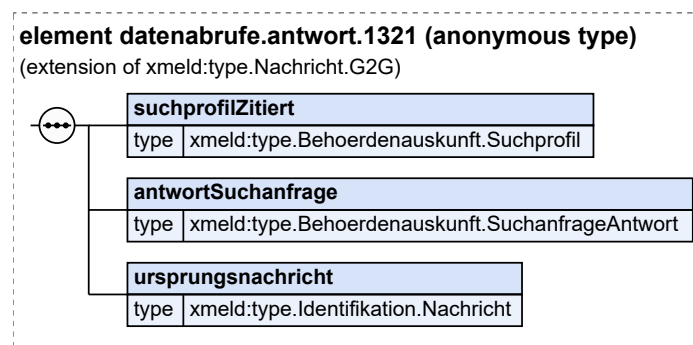 element datenabrufe.antwort.1321 (anonymous type)
(extension of xmeld:type.Nachricht.G2G)
suchprofilZitiert
type xmeld:type.Behoerdenauskunft.Suchprofil
antwortSuchanfrage
type xmeld:type.Behoerdenauskunft.SuchanfrageAntwort
ursprungsnachricht
type xmeld:type.Identifikation.Nachricht